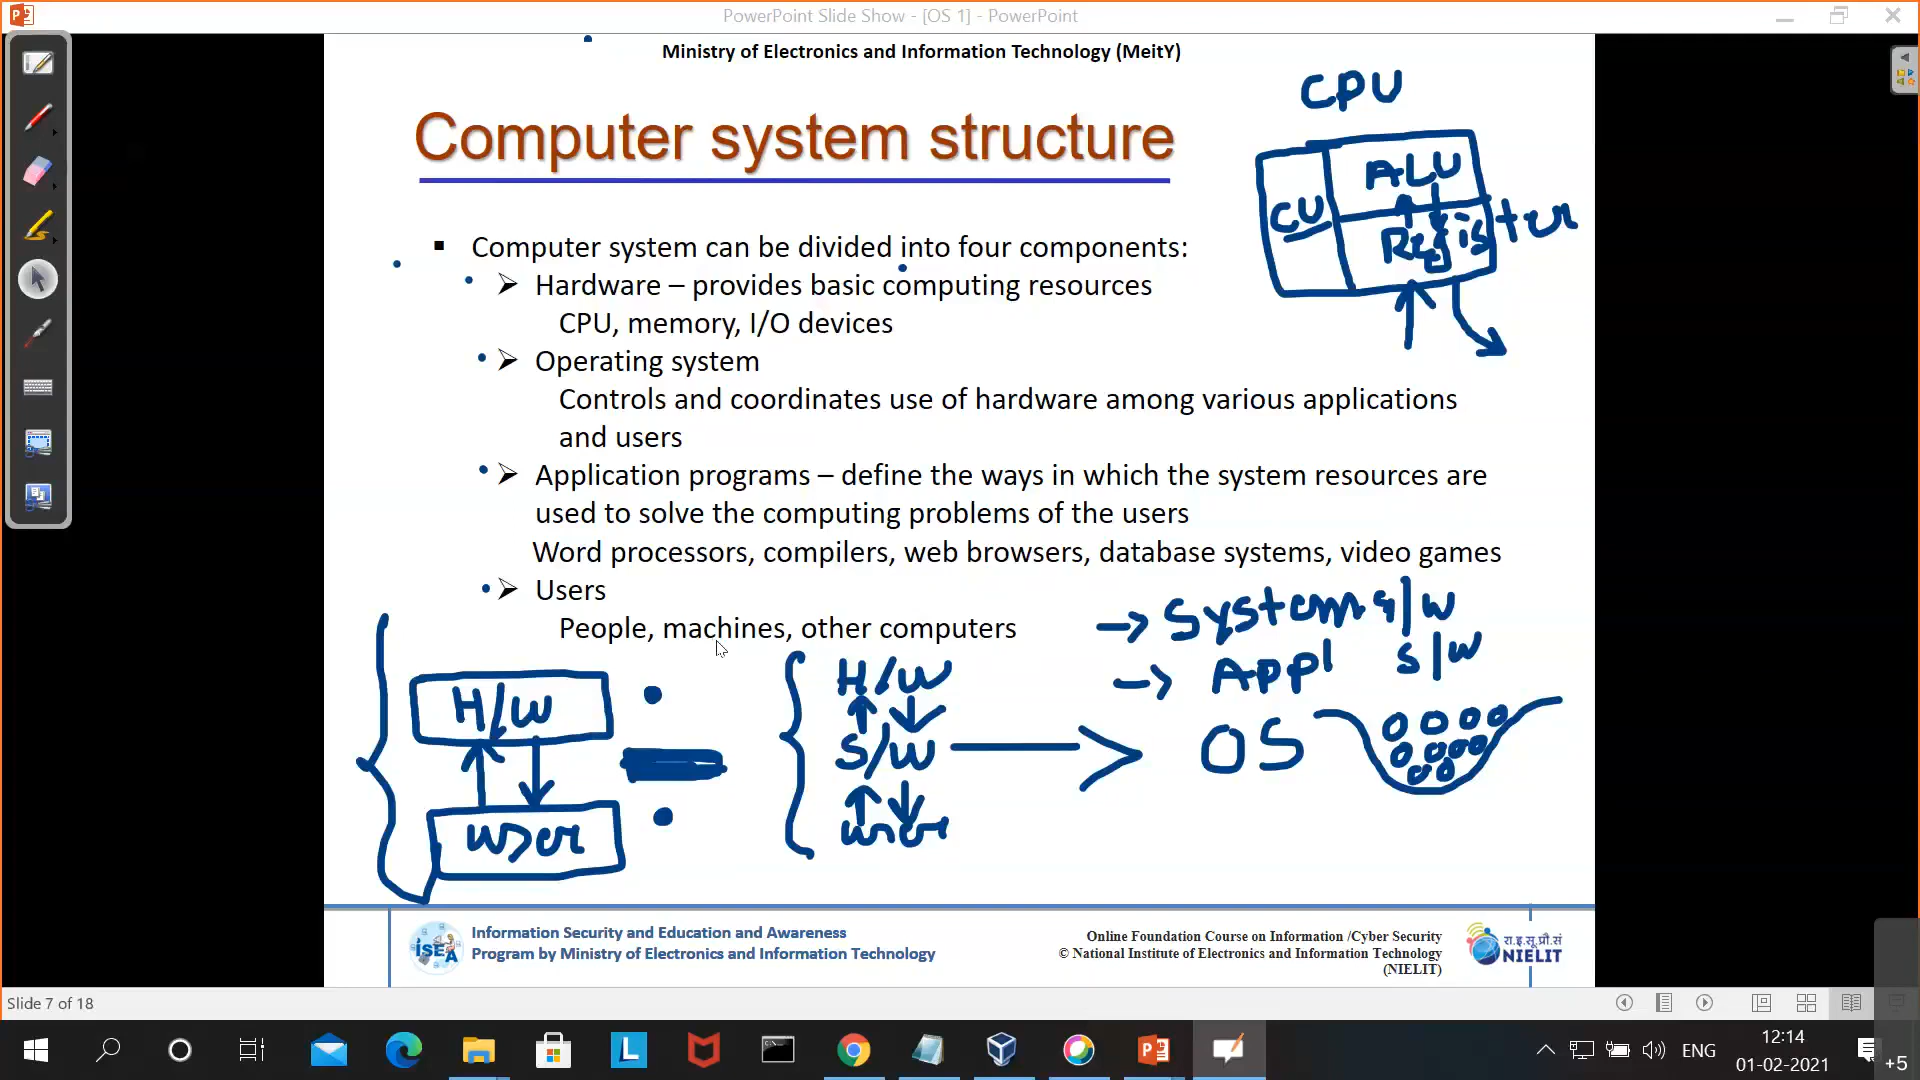 PowerPoint Slide Show - [OS 1] - PowerPoint
Ministry of Electronics and Information Technology (MeitY)
CPU
Computer system structure
ALU
CU
Register
▪ Computer system can be divided into four components:
➢ Hardware – provides basic computing resources
CPU, memory, I/O devices
➢ Operating system
Controls and coordinates use of hardware among various applications
and users
➢ Application programs – define the ways in which the system resources are
used to solve the computing problems of the users
Word processors, compilers, web browsers, database systems, video games
➢ Users
People, machines, other computers
→ System s/w
→ Appl s/w
H/W
H/W
S/W
OS
user
user
ISEA
Information Security and Education and Awareness
Program by Ministry of Electronics and Information Technology
Online Foundation Course on Information /Cyber Security
© National Institute of Electronics and Information Technology
(NIELIT)
रा.इ.सू.प्रौ.सं
NIELIT
Slide 7 of 18
L
ENG
12:14
01-02-2021
+5